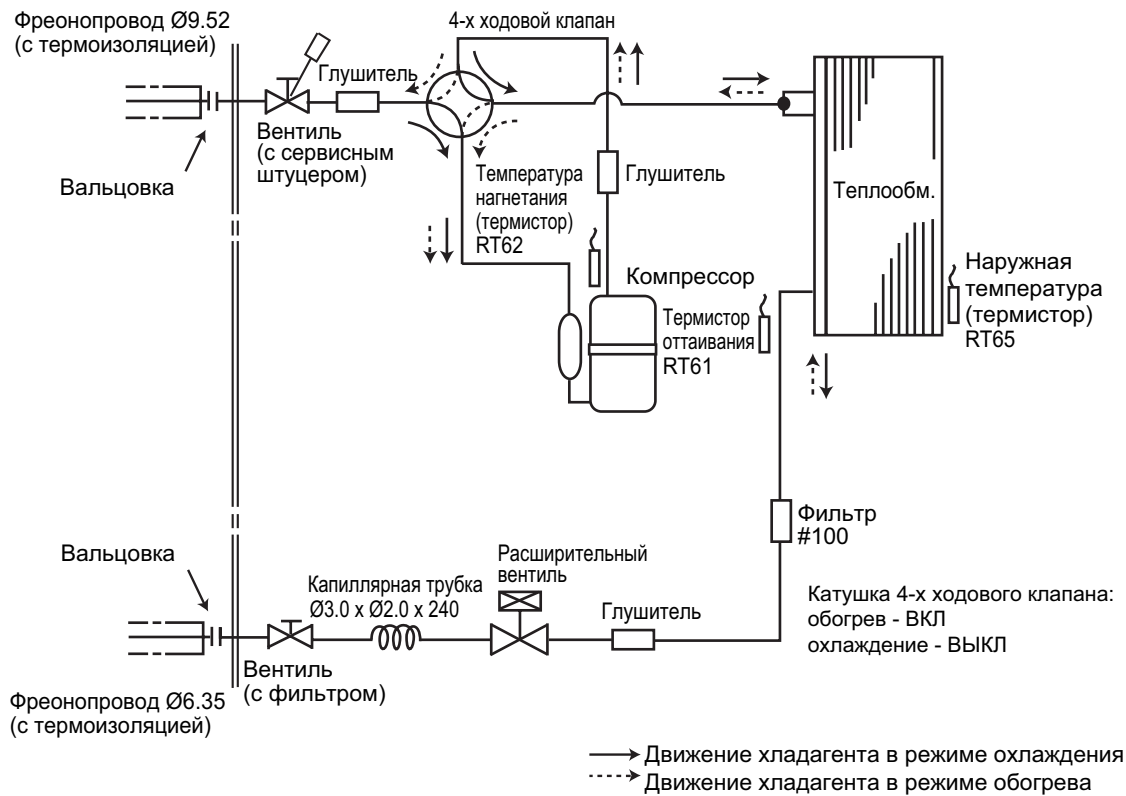 Фреонопровод Ø9.52
(с термоизоляцией)
4-х ходовой клапан
Глушитель
Вентиль
(с сервисным
штуцером)
Вальцовка
Температура
нагнетания
(термистор)
RT62
Глушитель
Теплообм.
Компрессор
Термистор
оттаивания
RT61
Наружная
температура
(термистор)
RT65
Фильтр
#100
Вальцовка
Капиллярная трубка
Ø3.0 x Ø2.0 x 240
Расширительный
вентиль
Глушитель
Катушка 4-х ходового клапана:
обогрев - ВКЛ
охлаждение - ВЫКЛ
Вентиль
(с фильтром)
Фреонопровод Ø6.35
(с термоизоляцией)
Движение хладагента в режиме охлаждения
Движение хладагента в режиме обогрева